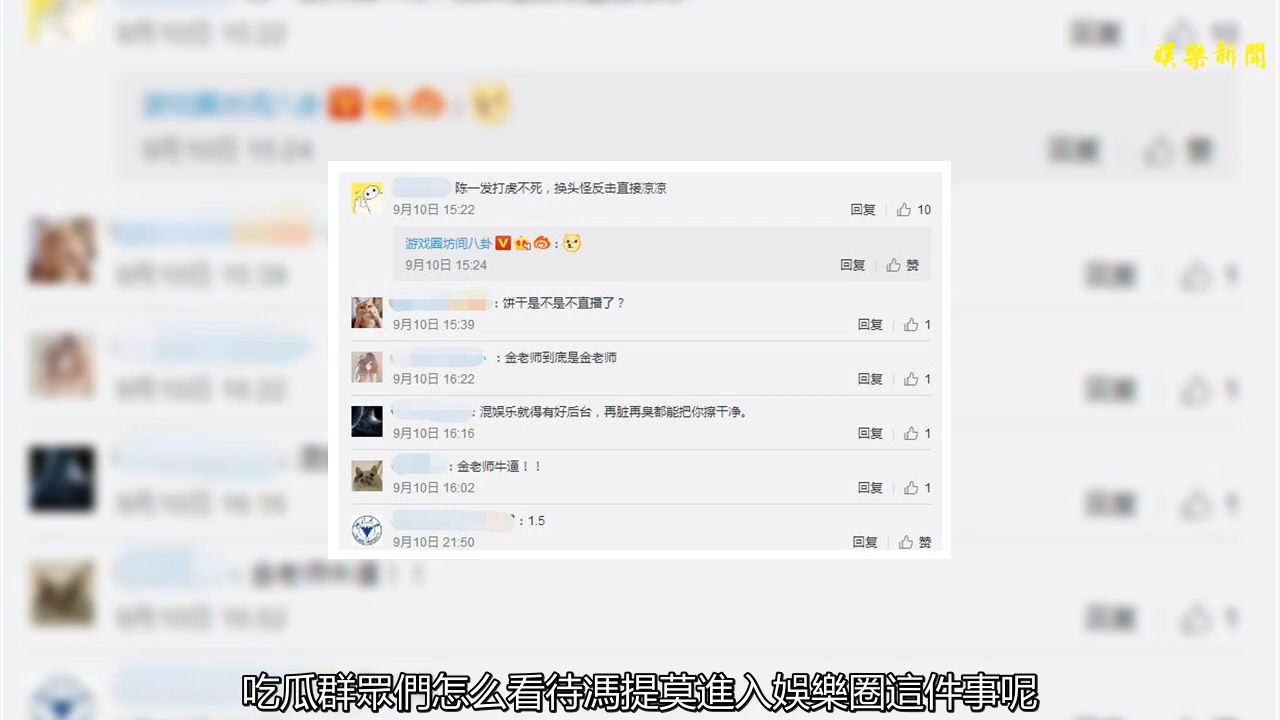 娛樂新聞
陈一发打虎不死，换头怪反击直接凉凉
9月10日 15:22
回复 10
游戏圈坊间八卦 V :
9月10日 15:24
回复 赞
: 饼干是不是不直播了？
9月10日 15:39
回复 1
: 金老师到底是金老师
9月10日 16:22
回复 1
: 混娱乐就得有好后台，再脏再臭都能把你擦干净。
9月10日 16:16
回复 1
: 金老师牛逼！！
9月10日 16:02
回复 1
: 1.5
9月10日 21:50
回复 赞
吃瓜群眾們怎么看待馮提莫進入娛樂圈這件事呢